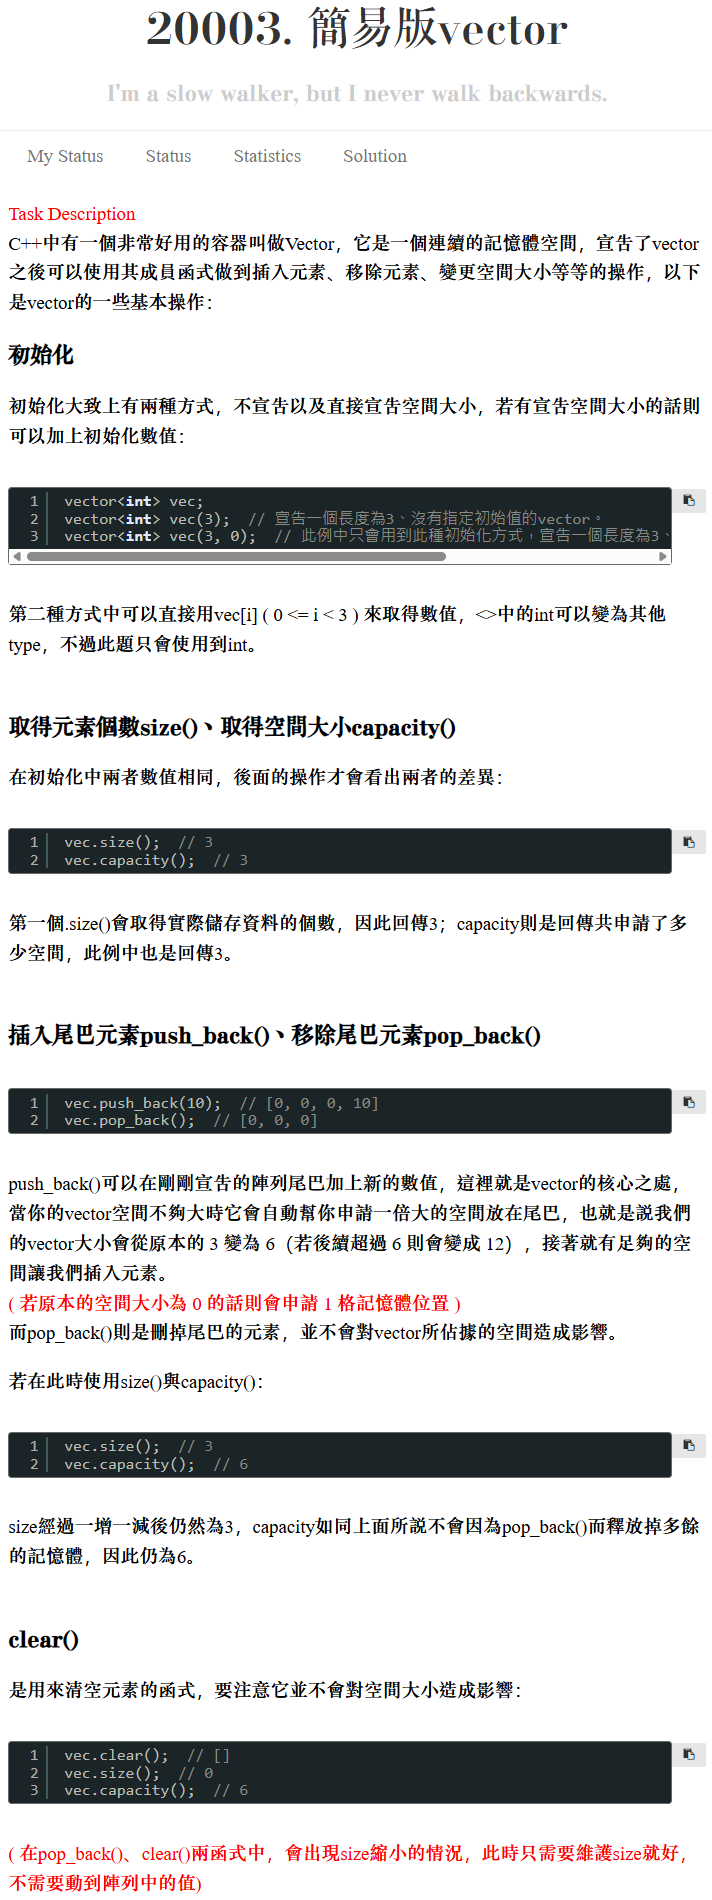 20003. 簡易版vector
I'm a slow walker, but I never walk backwards.
My Status Status Statistics Solution
Task Description
C++中有一個非常好用的容器叫做Vector，它是一個連續的記憶體空間，宣告了vector
之後可以使用其成員函式做到插入元素、移除元素、變更空間大小等等的操作，以下
是vector的一些基本操作：
初始化
初始化大致上有兩種方式，不宣告以及直接宣告空間大小，若有宣告空間大小的話則
可以加上初始化數值：
1 vector<int> vec;
2 vector<int> vec(3); // 宣告一個長度為3、沒有指定初始值的vector。
3 vector<int> vec(3, 0); // 此例中只會用到此種初始化方式，宣告一個長度為3、
第二種方式中可以直接用vec[i] ( 0 <= i < 3 ) 來取得數值，<>中的int可以變為其他
type，不過此題只會使用到int。
取得元素個數size()、取得空間大小capacity()
在初始化中兩者數值相同，後面的操作才會看出兩者的差異：
1 vec.size(); // 3
2 vec.capacity(); // 3
第一個.size()會取得實際儲存資料的個數，因此回傳3；capacity則是回傳共申請了多
少空間，此例中也是回傳3。
插入尾巴元素push_back()、移除尾巴元素pop_back()
1 vec.push_back(10); // [0, 0, 0, 10]
2 vec.pop_back(); // [0, 0, 0]
push_back()可以在剛剛宣告的陣列尾巴加上新的數值，這裡就是vector的核心之處，
當你的vector空間不夠大時它會自動幫你申請一倍大的空間放在尾巴，也就是說我們
的vector大小會從原本的 3 變為 6（若後續超過 6 則會變成 12），接著就有足夠的空
間讓我們插入元素。
( 若原本的空間大小為 0 的話則會申請 1 格記憶體位置 )
而pop_back()則是刪掉尾巴的元素，並不會對vector所佔據的空間造成影響。
若在此時使用size()與capacity()：
1 vec.size(); // 3
2 vec.capacity(); // 6
size經過一增一減後仍然為3，capacity如同上面所說不會因為pop_back()而釋放掉多餘
的記憶體，因此仍為6。
clear()
是用來清空元素的函式，要注意它並不會對空間大小造成影響：
1 vec.clear(); // []
2 vec.size(); // 0
3 vec.capacity(); // 6
( 在pop_back()、clear()兩函式中，會出現size縮小的情況，此時只需要維護size就好，
不需要動到陣列中的值)